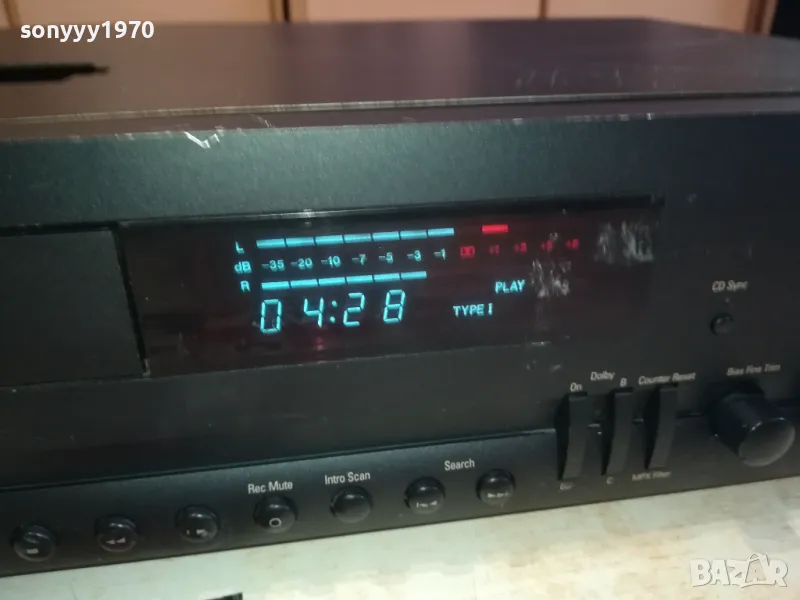 sonyyy1970
L
dB -35 -20 -10 -7 -5 -3 -1 +1 +3 +5 +8
R
PLAY
04:28
TYPE I
CD Sync
Bias Fine Trim
Dolby Counter Reset
On B
C MPX Filter
Rec Mute Intro Scan Search
BAZAR